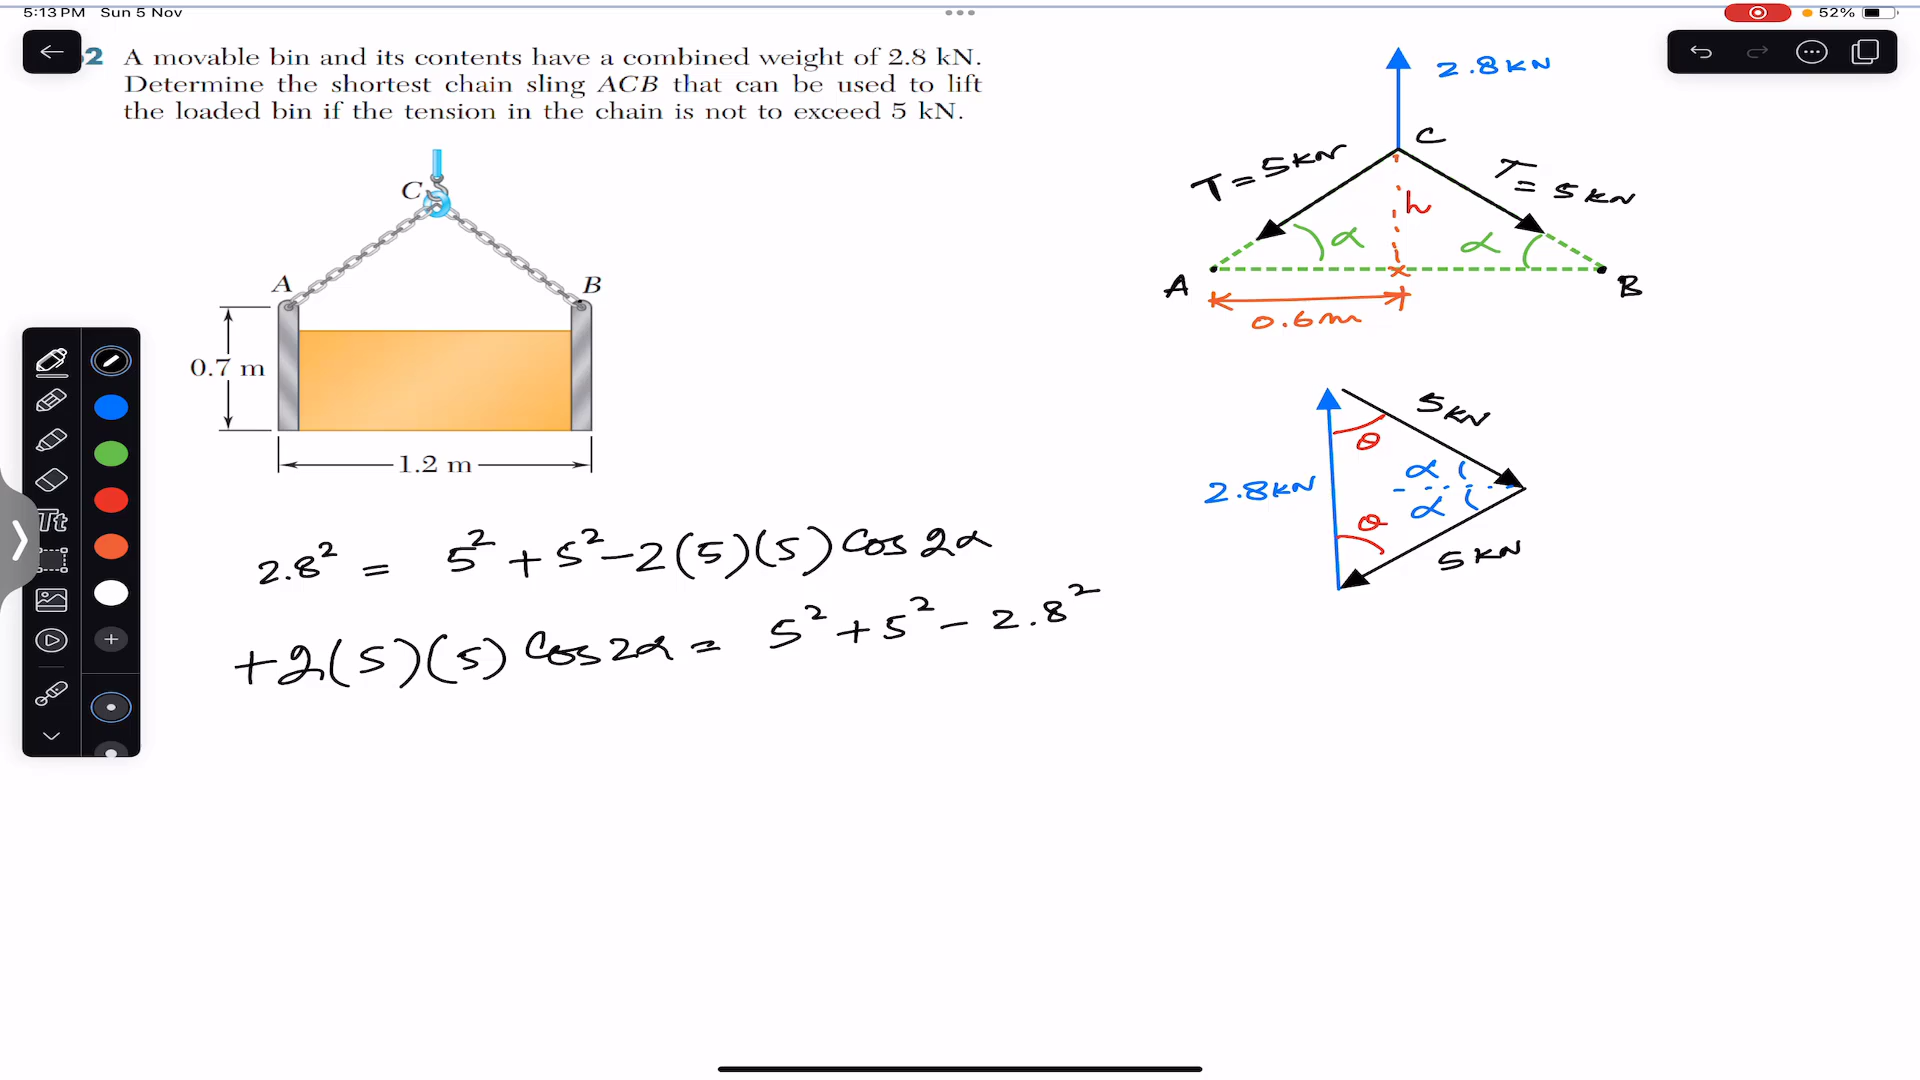 5:13 PM Sun 5 Nov
52%
2 A movable bin and its contents have a combined weight of 2.8 kN.
Determine the shortest chain sling ACB that can be used to lift
the loaded bin if the tension in the chain is not to exceed 5 kN.
C
A
B
0.7 m
1.2 m
2.8kN
C
T=5kN
T=5kN
h
α
α
A
B
0.6m
5kN
θ
α
α
2.8kN
θ
5kN
2.8² = 5² + 5² - 2(5)(5) Cos 2α
+2(5)(5) Cos 2α = 5² + 5² - 2.8²
Tt